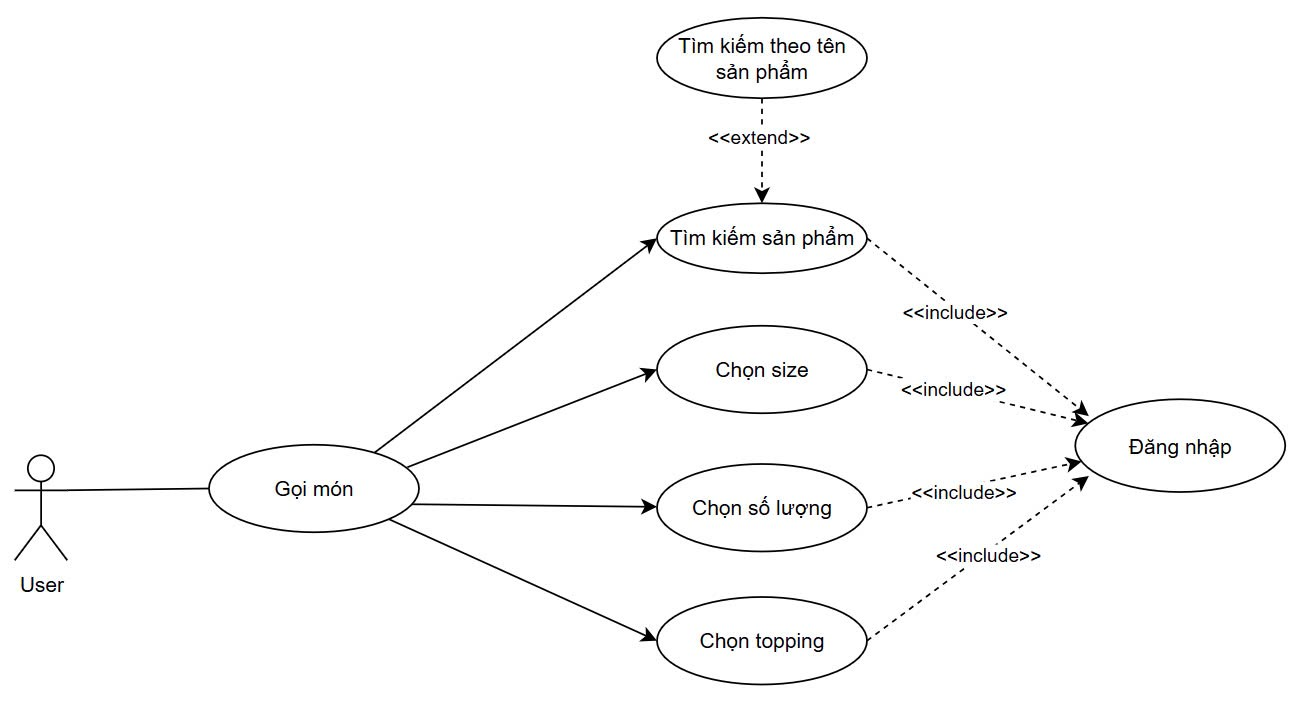 Tìm kiếm theo tên
sản phẩm
<<extend>>
Tìm kiếm sản phẩm
<<include>>
Chọn size
<<include>>
Đăng nhập
Gọi món
<<include>>
Chọn số lượng
<<include>>
User
Chọn topping